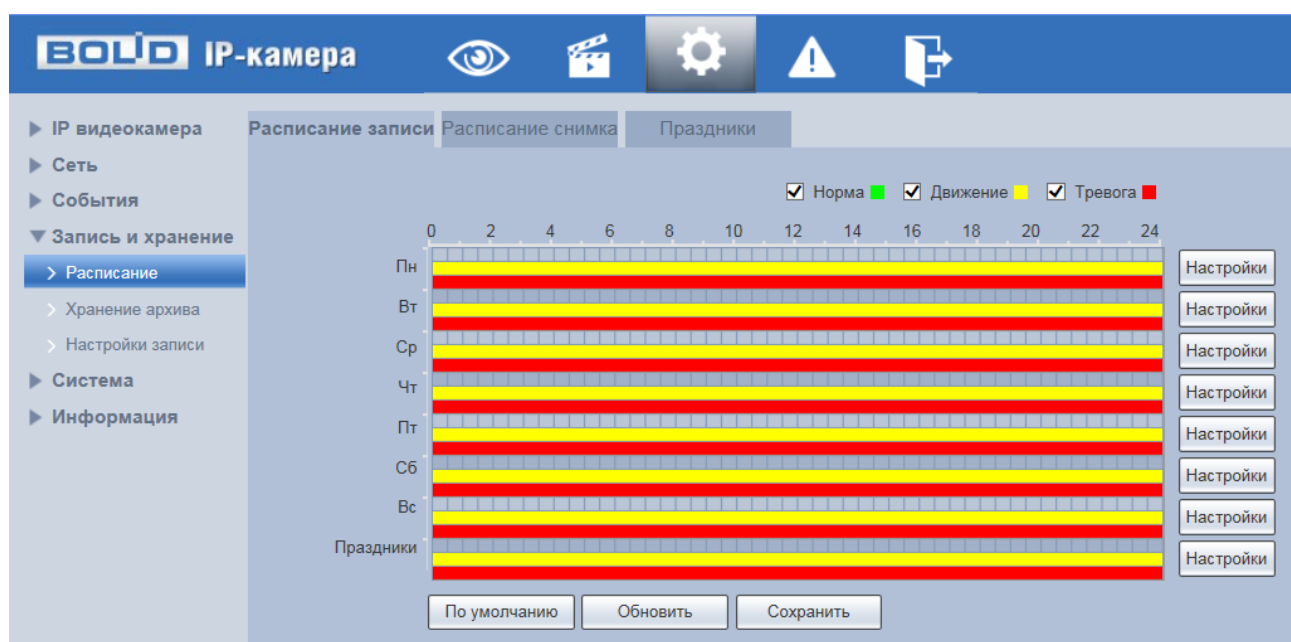 BOLID IP-камера
IP видеокамера
Сеть
События
Запись и хранение
Расписание
Хранение архива
Настройки записи
Система
Информация
Расписание записи Расписание снимка Праздники
Норма Движение Тревога
0 2 4 6 8 10 12 14 16 18 20 22 24
Пн Настройки
Вт Настройки
Ср Настройки
Чт Настройки
Пт Настройки
Сб Настройки
Вс Настройки
Праздники Настройки
По умолчанию Обновить Сохранить